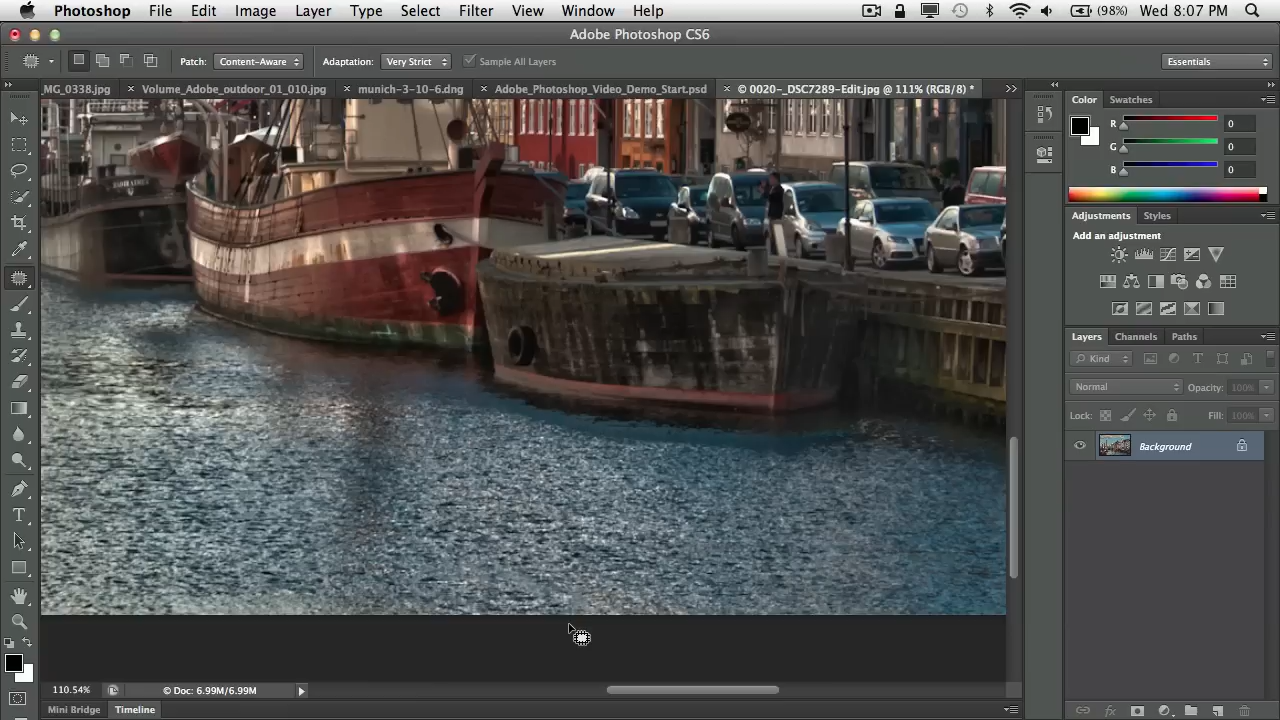 Photoshop File Edit Image Layer Type Select Filter View Window Help (98%) Wed 8:07 PM
Adobe Photoshop CS6
Patch: Content-Aware Adaptation: Very Strict Sample All Layers Essentials
_MG_0338.jpg × Volume_Adobe_outdoor_01_010.jpg × munich-3-10-6.dng × Adobe_Photoshop_Video_Demo_Start.psd × © 0020-_DSC7289-Edit.jpg @ 111% (RGB/8) *
Color Swatches
R 0
G 0
B 0
Adjustments Styles
Add an adjustment
Layers Channels Paths
Kind
Normal Opacity: 100%
Lock: Fill: 100%
Background
110.54% © Doc: 6.99M/6.99M
Mini Bridge Timeline